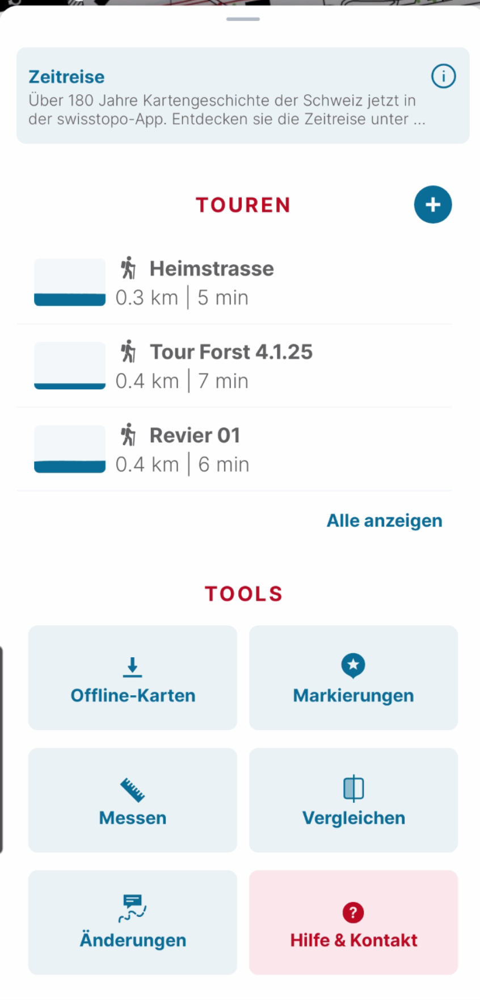 Zeitreise
Über 180 Jahre Kartengeschichte der Schweiz jetzt in
der swisstopo-App. Entdecken sie die Zeitreise unter ...
TOUREN
Heimstrasse
0.3 km | 5 min
Tour Forst 4.1.25
0.4 km | 7 min
Revier 01
0.4 km | 6 min
Alle anzeigen
TOOLS
Offline-Karten
Markierungen
Messen
Vergleichen
Änderungen
Hilfe & Kontakt